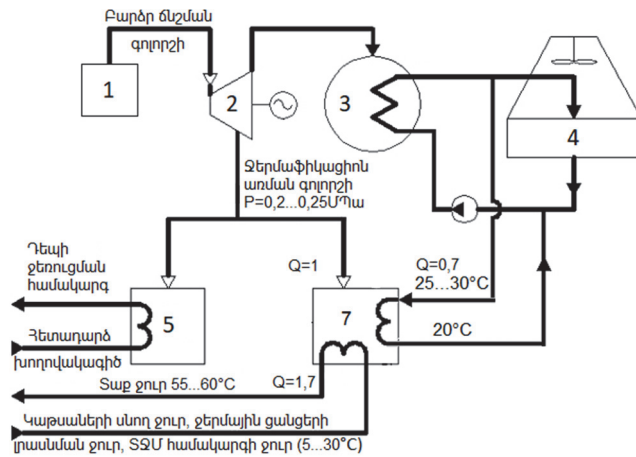 Բարձր ճնշման
գոլորշի
1
2
3
4
Ջերմաֆիկացիոն
առման գոլորշի
P=0,2...0,25ՄՊա
Դեպի
ջեռուցման
համակարգ
Q=1
Q=0,7
25...30°C
5
7
Հետադարձ
խողովակագիծ
20°C
Տաք ջուր 55...60°C
Q=1,7
Կաթսաների սնող ջուր, ջերմային ցանցերի
լրասնման ջուր, ՏՋՄ համակարգի ջուր (5...30°C)